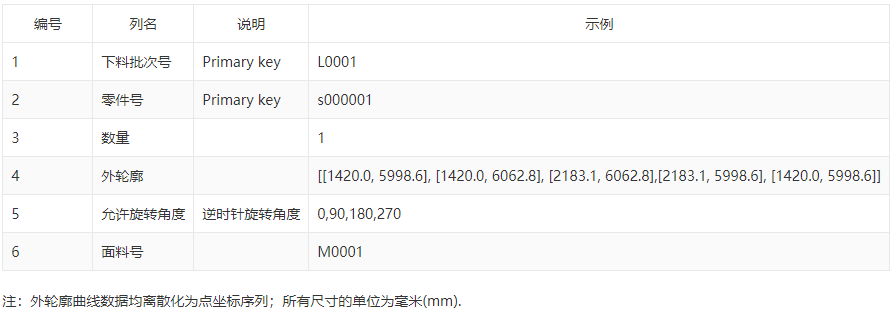 编号 列名 说明 示例
1 下料批次号 Primary key L0001
2 零件号 Primary key s000001
3 数量 1
4 外轮廓 [[1420.0, 5998.6], [1420.0, 6062.8], [2183.1, 6062.8],[2183.1, 5998.6], [1420.0, 5998.6]]
5 允许旋转角度 逆时针旋转角度 0,90,180,270
6 面料号 M0001
注：外轮廓曲线数据均离散化为点坐标序列；所有尺寸的单位为毫米(mm).